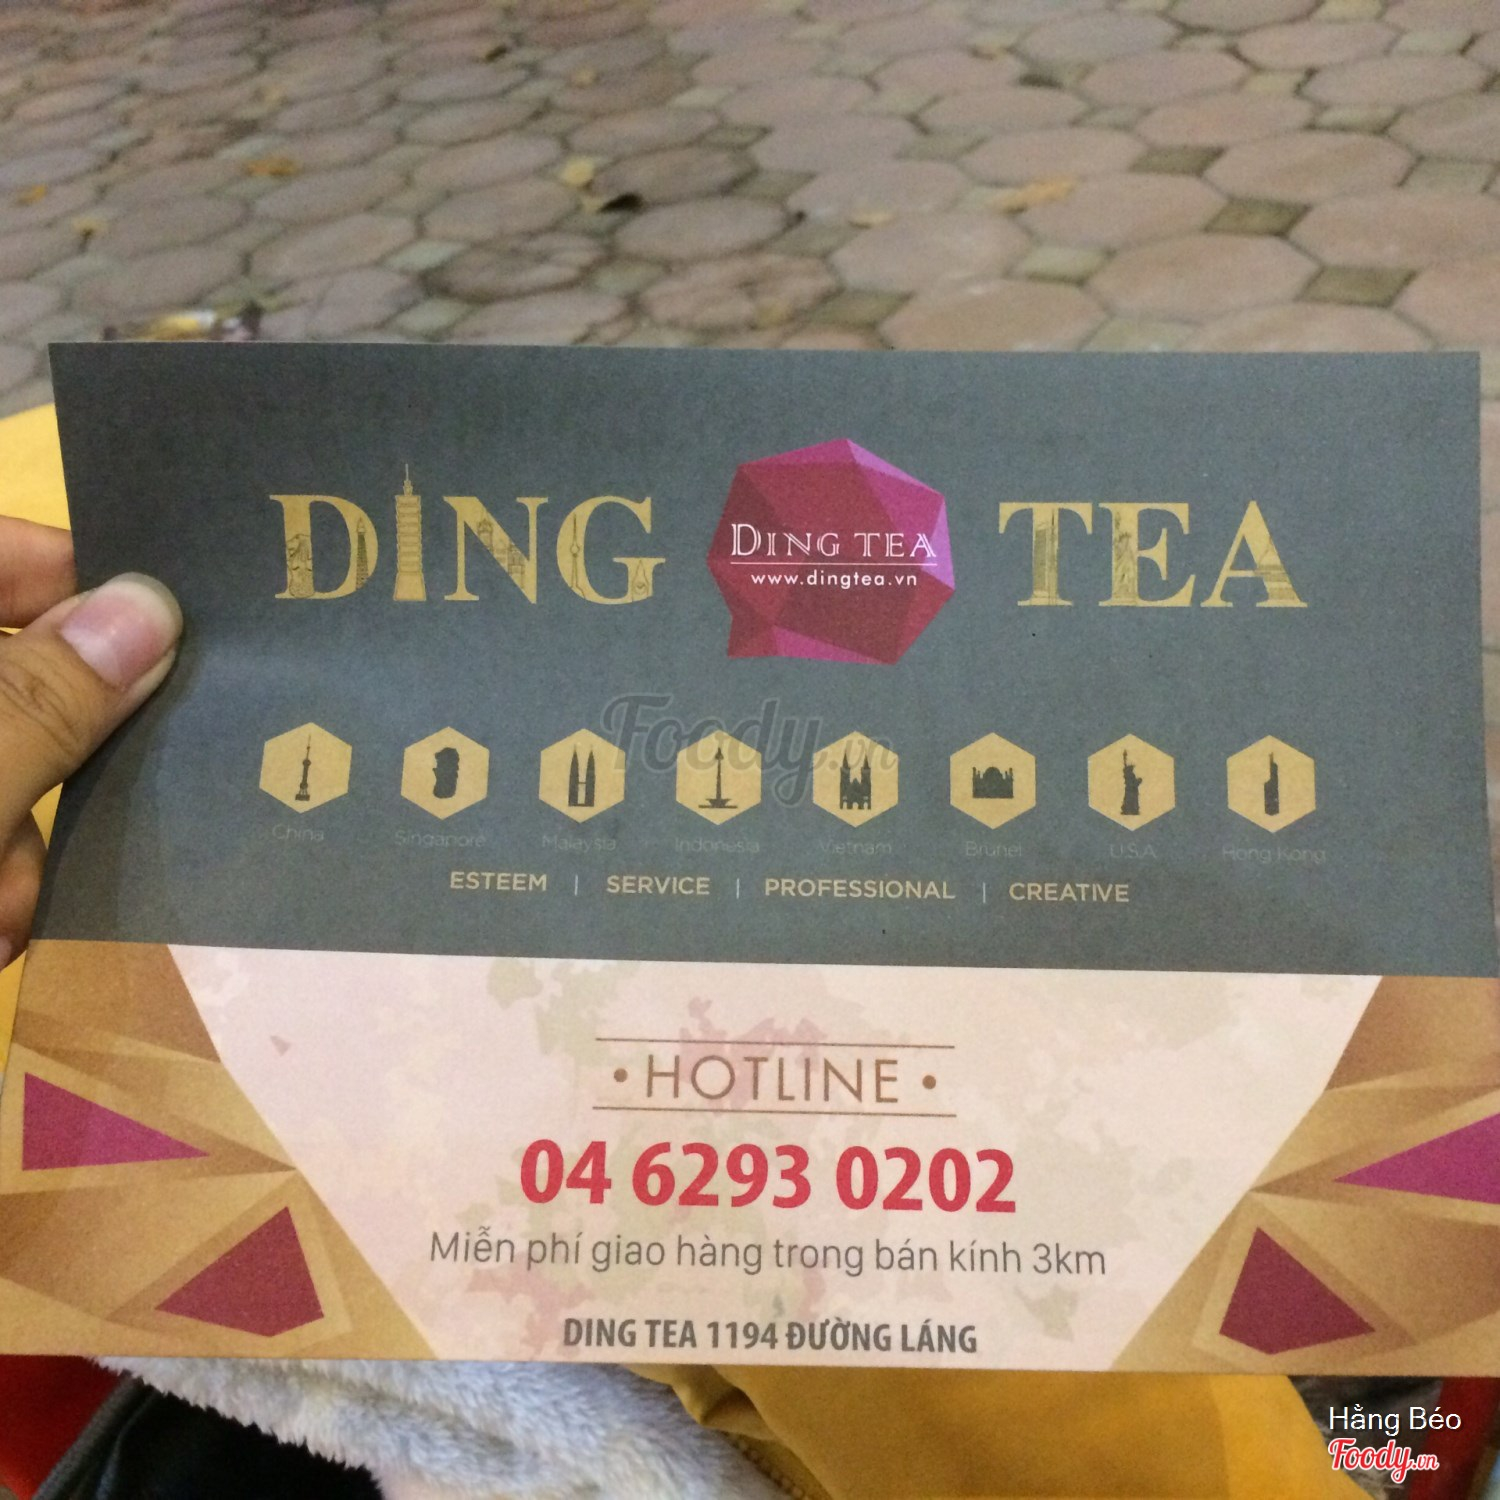 DING TEA
DING TEA
www.dingtea.vn
Foody.vn
China Singapore Malaysia Indonesia Vietnam Brunei U.S.A Hong Kong
ESTEEM | SERVICE | PROFESSIONAL | CREATIVE
• HOTLINE •
04 6293 0202
Miễn phí giao hàng trong bán kính 3km
DING TEA 1194 ĐƯỜNG LÁNG
Hằng Béo
Foody.vn